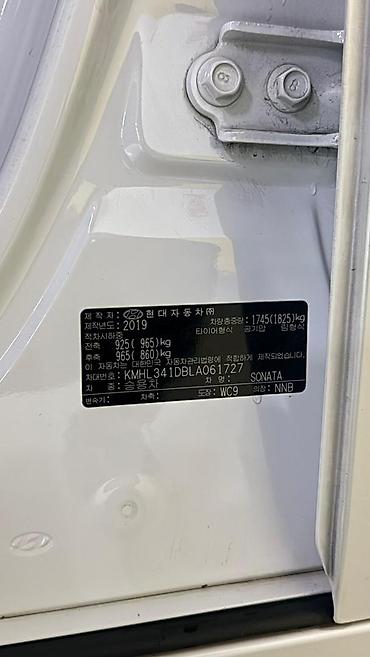 8 8
제 작 자: 현대자동차㈜
제작년도: 2019 차량총중량: 1745(1825)kg
적차시하중 타이어형식 공기압 림형식
전축 925( 965)kg
후축 965( 860)kg
이 자동차는 대한민국 자동차관리법령에 적합하게 제작되었습니다.
차대번호: KMHL341DBLA061727
차 종: 승용차 차 명: SONATA
변속기: 차축: 도장: WC9 의장: NNB